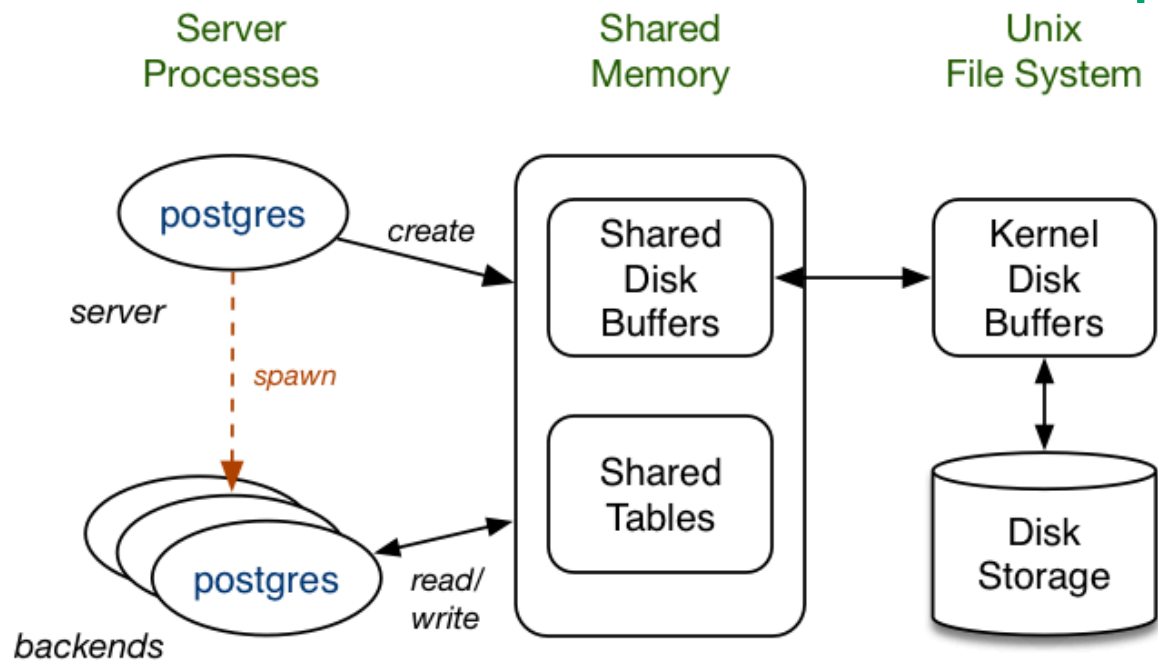 Server
Processes
Shared
Memory
Unix
File System
postgres
create
server
spawn
postgres
backends
read/
write
Shared
Disk
Buffers
Shared
Tables
Kernel
Disk
Buffers
Disk
Storage